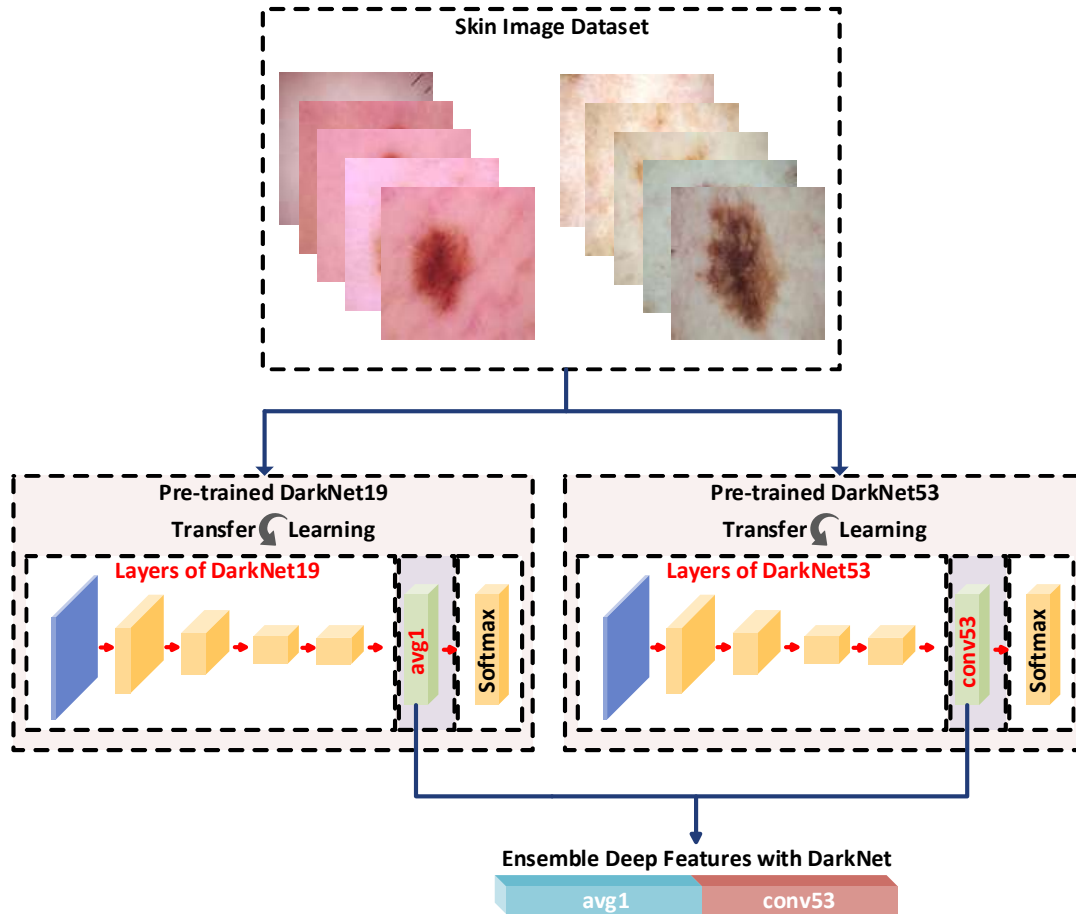 Skin Image Dataset
Pre-trained DarkNet19
Transfer Learning
Layers of DarkNet19
avg1
Softmax
Pre-trained DarkNet53
Transfer Learning
Layers of DarkNet53
conv53
Softmax
Ensemble Deep Features with DarkNet
avg1 conv53